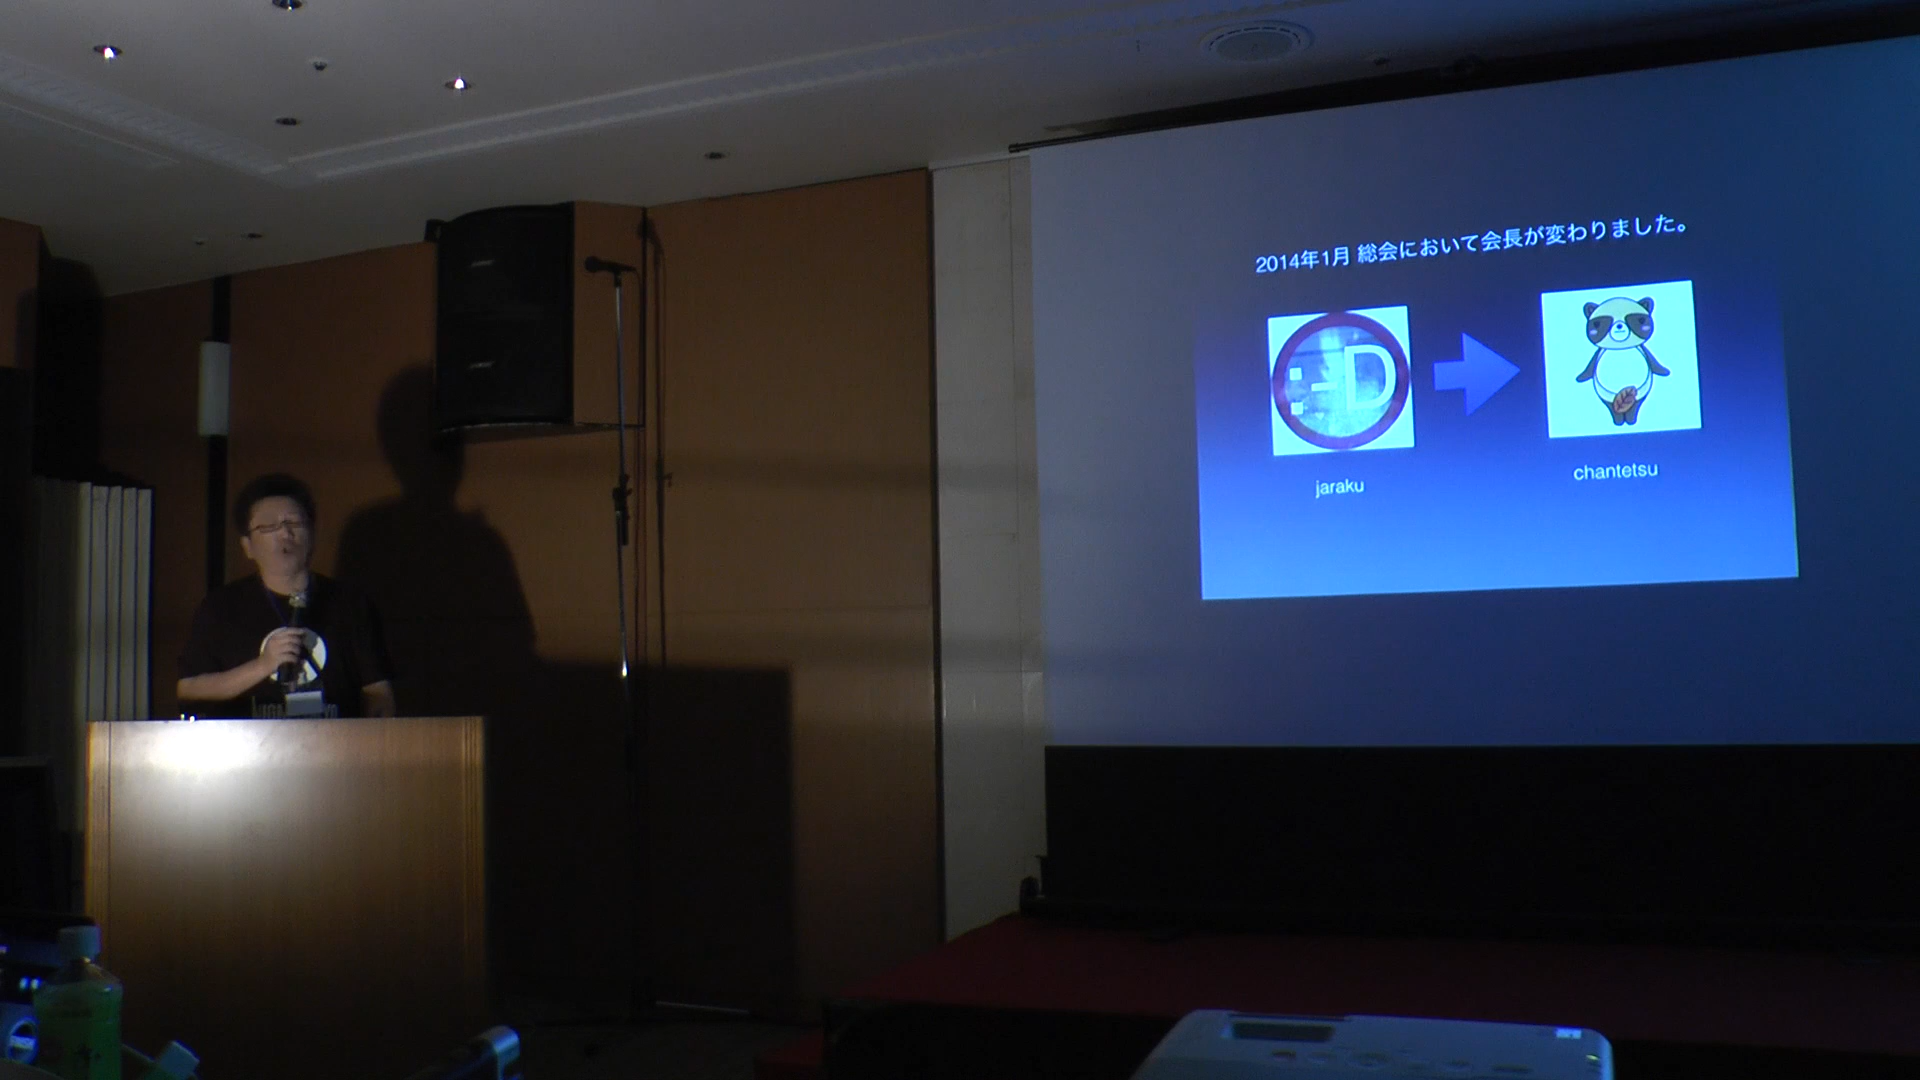 2014年1月 総会において会長が変わりました。
:-D
jaraku
chantetsu